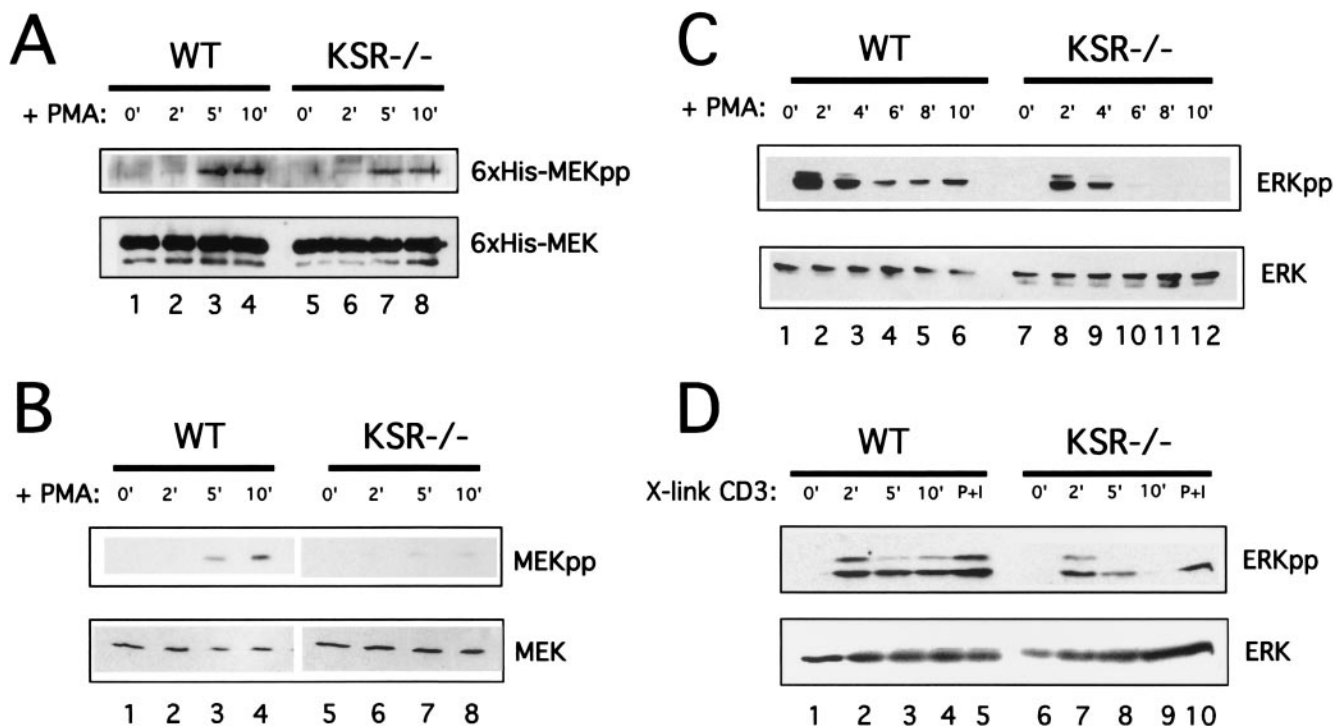 A
WT KSR-/-
+ PMA: 0' 2' 5' 10' 0' 2' 5' 10'
6xHis-MEKpp
6xHis-MEK
1 2 3 4 5 6 7 8
B
WT KSR-/-
+ PMA: 0' 2' 5' 10' 0' 2' 5' 10'
MEKpp
MEK
1 2 3 4 5 6 7 8
C
WT KSR-/-
+ PMA: 0' 2' 4' 6' 8' 10' 0' 2' 4' 6' 8' 10'
ERKpp
ERK
1 2 3 4 5 6 7 8 9 10 11 12
D
WT KSR-/-
X-link CD3: 0' 2' 5' 10' P+I 0' 2' 5' 10' P+I
ERKpp
ERK
1 2 3 4 5 6 7 8 9 10